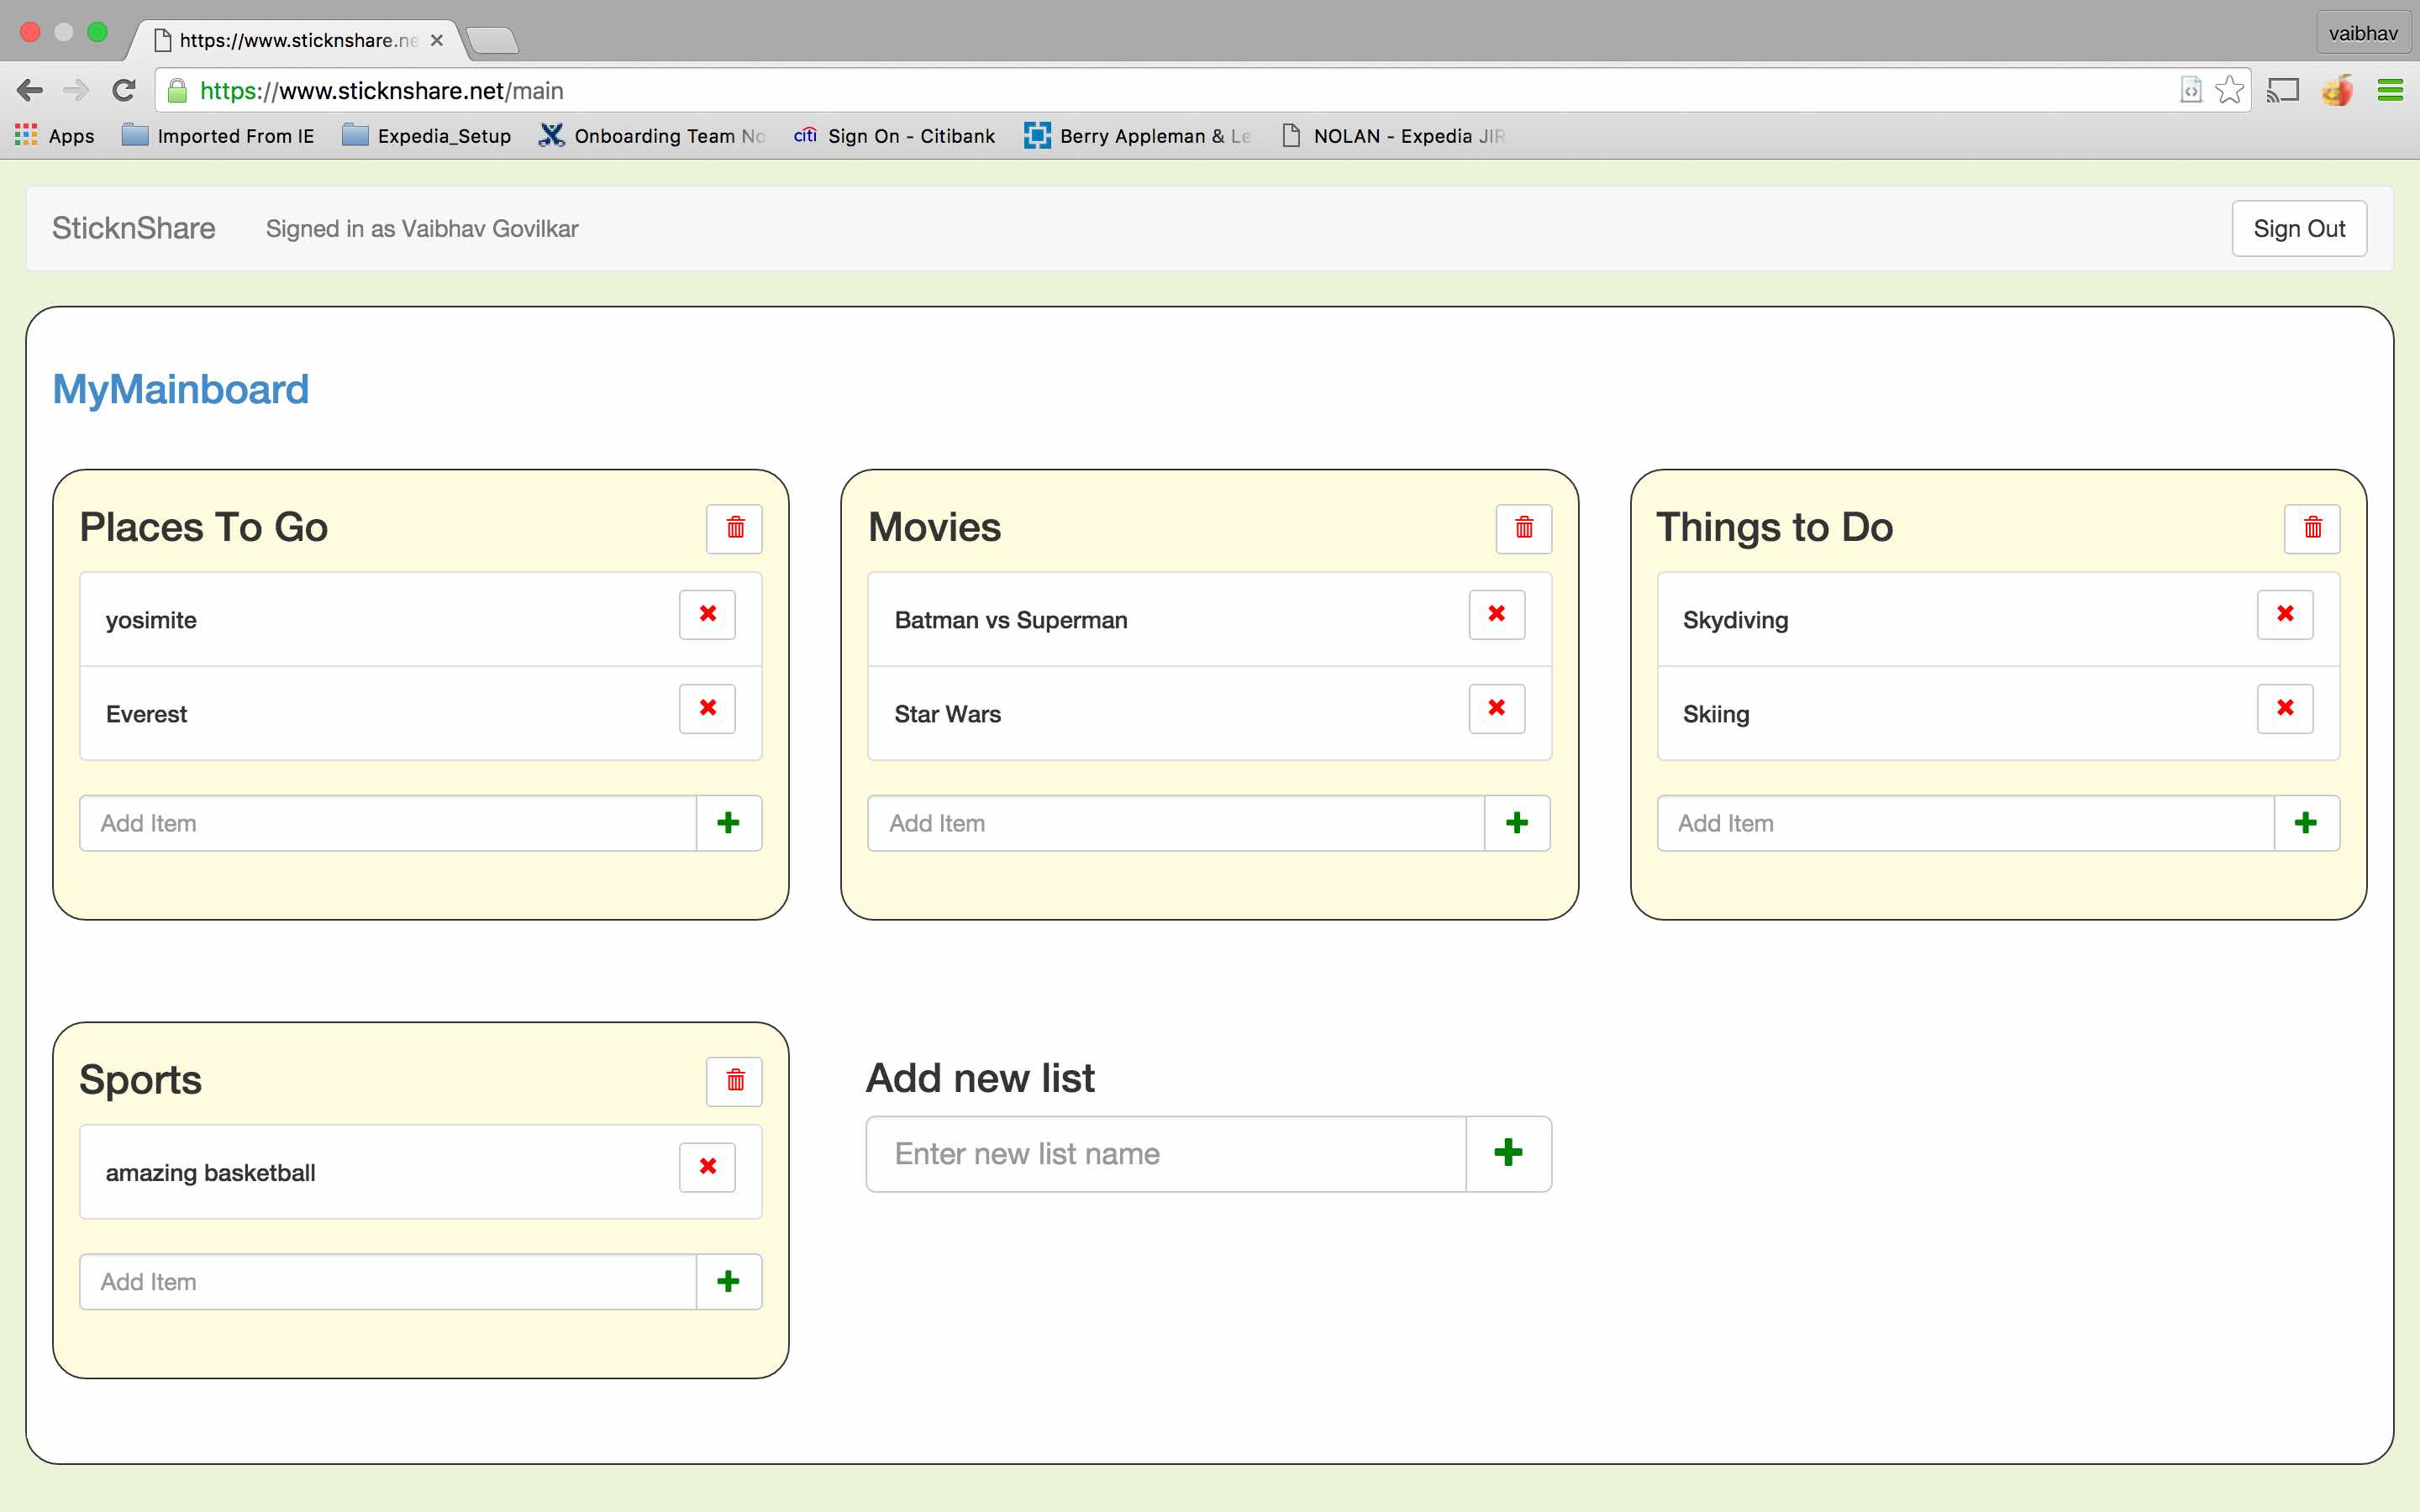 https://www.sticknshare.ne
vaibhav
https://www.sticknshare.net/main
Apps Imported From IE Expedia_Setup Onboarding Team No citi Sign On - Citibank Berry Appleman & Le NOLAN - Expedia JIR
SticknShare Signed in as Vaibhav Govilkar Sign Out
MyMainboard
Places To Go
yosimite
Everest
Add Item
Movies
Batman vs Superman
Star Wars
Add Item
Things to Do
Skydiving
Skiing
Add Item
Sports
amazing basketball
Add Item
Add new list
Enter new list name